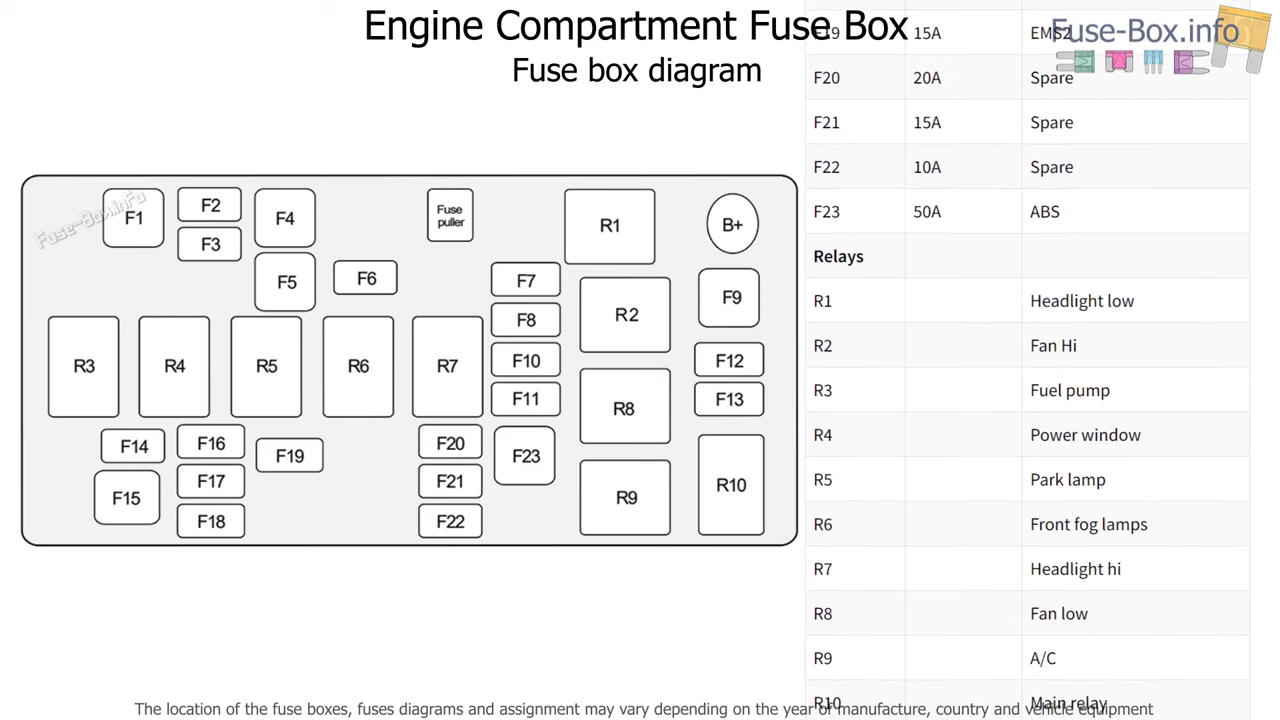 Engine Compartment Fuse Box
Fuse box diagram
Fuse-Box.info
Fuse-Box.info
F1
F2
F3
F4
F5
F6
Fuse
puller
R1
B+
F7
F8
F10
F11
R2
F9
R3
R4
R5
R6
R7
R8
F12
F13
F14
F15
F16
F17
F18
F19
F20
F21
F22
F23
R9
R10
F19 15A EMS2
F20 20A Spare
F21 15A Spare
F22 10A Spare
F23 50A ABS
Relays
R1 Headlight low
R2 Fan Hi
R3 Fuel pump
R4 Power window
R5 Park lamp
R6 Front fog lamps
R7 Headlight hi
R8 Fan low
R9 A/C
R10 Main relay
The location of the fuse boxes, fuses diagrams and assignment may vary depending on the year of manufacture, country and vehicle equipment